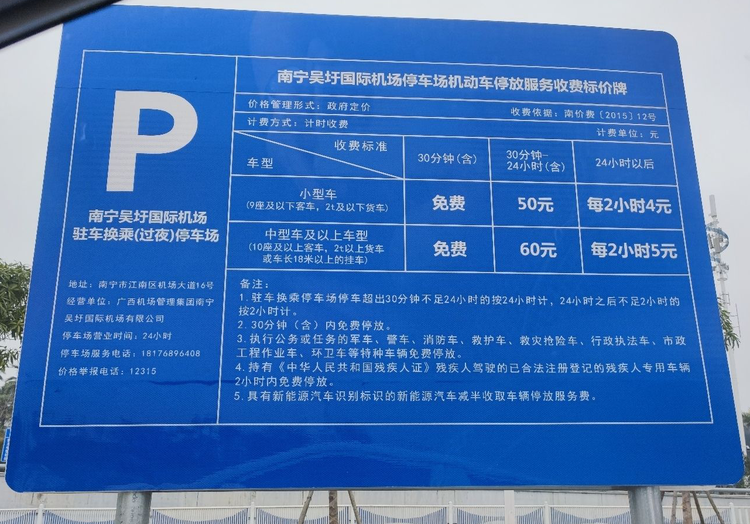 P
南宁吴圩国际机场
驻车换乘(过夜)停车场
地址：南宁市江南区机场大道16号
经营单位：广西机场管理集团南宁
吴圩国际机场有限公司
停车场营业时间：24小时
停车场服务电话：18176896408
价格举报电话：12315
南宁吴圩国际机场停车场机动车停放服务收费标价牌
价格管理形式：政府定价 收费依据：南价费〔2015〕12号
计费方式：计时收费 计费单位：元
收费标准
车型
30分钟(含)
30分钟-
24小时(含)
24小时以后
小型车
(9座及以下客车，2t及以下货车)
免费 50元 每2小时4元
中型车及以上车型
(10座及以上客车，2t以上货车
或车长18米以上的挂车)
免费 60元 每2小时5元
备注：
1. 驻车换乘停车场停车超出30分钟不足24小时的按24小时计，24小时之后不足2小时的
按2小时计。
2. 30分钟（含）内免费停放。
3. 执行公务或任务的军车、警车、消防车、救护车、救灾抢险车、行政执法车、市政
工程作业车、环卫车等特种车辆免费停放。
4. 持有《中华人民共和国残疾人证》残疾人驾驶的已合法注册登记的残疾人专用车辆
2小时内免费停放。
5. 具有新能源汽车识别标识的新能源汽车减半收取车辆停放服务费。